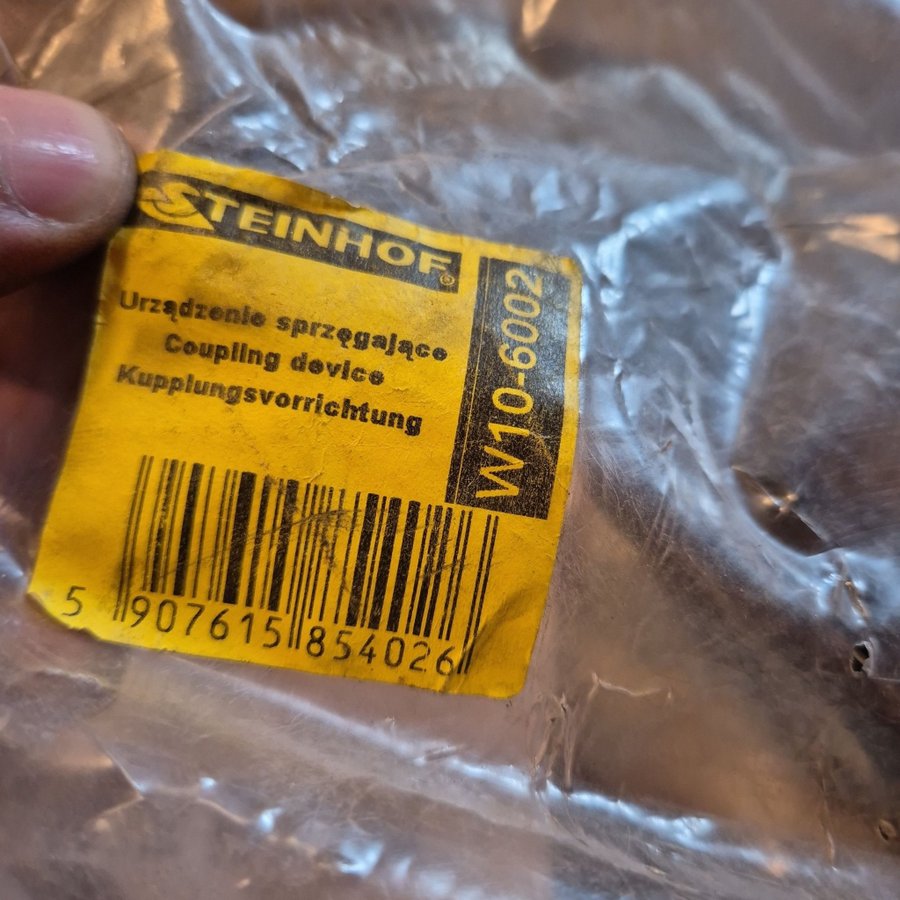 STEINHOF®
Urządzenie sprzęgające
Coupling device
Kupplungsvorrichtung
W10-6002
5 907615 854026